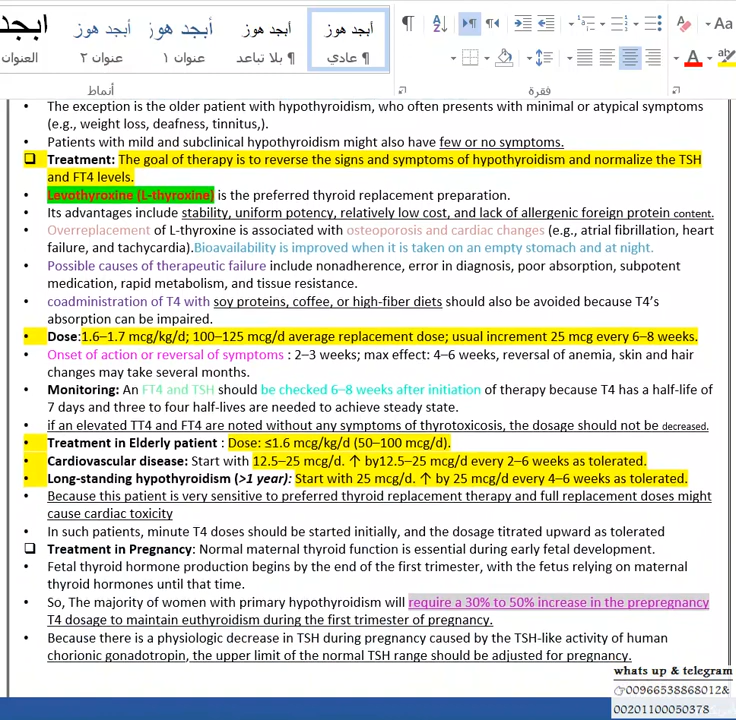 أبجد هوز
أبجد هوز
أبجد هوز
أبجد هوز
ابجد
¶ عادي
¶ بلا تباعد
عنوان ١
عنوان ٢
العنوان
أنماط
فقرة
Aa
A
• The exception is the older patient with hypothyroidism, who often presents with minimal or atypical symptoms
(e.g., weight loss, deafness, tinnitus,).
• Patients with mild and subclinical hypothyroidism might also have few or no symptoms.
❑ Treatment: The goal of therapy is to reverse the signs and symptoms of hypothyroidism and normalize the TSH
and FT4 levels.
• Levothyroxine (L-thyroxine) is the preferred thyroid replacement preparation.
• Its advantages include stability, uniform potency, relatively low cost, and lack of allergenic foreign protein content.
• Overreplacement of L-thyroxine is associated with osteoporosis and cardiac changes (e.g., atrial fibrillation, heart
failure, and tachycardia).Bioavailability is improved when it is taken on an empty stomach and at night.
• Possible causes of therapeutic failure include nonadherence, error in diagnosis, poor absorption, subpotent
medication, rapid metabolism, and tissue resistance.
• coadministration of T4 with soy proteins, coffee, or high-fiber diets should also be avoided because T4’s
absorption can be impaired.
• Dose:1.6–1.7 mcg/kg/d; 100–125 mcg/d average replacement dose; usual increment 25 mcg every 6–8 weeks.
• Onset of action or reversal of symptoms : 2–3 weeks; max effect: 4–6 weeks, reversal of anemia, skin and hair
changes may take several months.
• Monitoring: An FT4 and TSH should be checked 6–8 weeks after initiation of therapy because T4 has a half-life of
7 days and three to four half-lives are needed to achieve steady state.
• if an elevated TT4 and FT4 are noted without any symptoms of thyrotoxicosis, the dosage should not be decreased.
• Treatment in Elderly patient : Dose: ≤1.6 mcg/kg/d (50–100 mcg/d).
• Cardiovascular disease: Start with 12.5–25 mcg/d. ↑ by12.5–25 mcg/d every 2–6 weeks as tolerated.
• Long-standing hypothyroidism (>1 year): Start with 25 mcg/d. ↑ by 25 mcg/d every 4–6 weeks as tolerated.
• Because this patient is very sensitive to preferred thyroid replacement therapy and full replacement doses might
cause cardiac toxicity
• In such patients, minute T4 doses should be started initially, and the dosage titrated upward as tolerated
❑ Treatment in Pregnancy: Normal maternal thyroid function is essential during early fetal development.
• Fetal thyroid hormone production begins by the end of the first trimester, with the fetus relying on maternal
thyroid hormones until that time.
• So, The majority of women with primary hypothyroidism will require a 30% to 50% increase in the prepregnancy
T4 dosage to maintain euthyroidism during the first trimester of pregnancy.
• Because there is a physiologic decrease in TSH during pregnancy caused by the TSH-like activity of human
chorionic gonadotropin, the upper limit of the normal TSH range should be adjusted for pregnancy.
whats up & telegram
00966538868012&
00201100050378